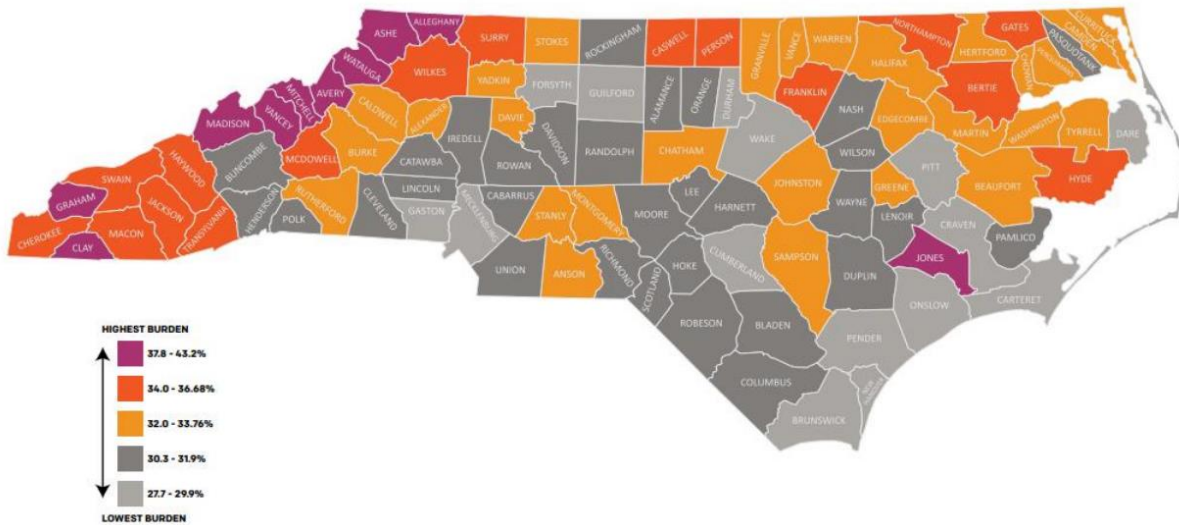 ALLEGHANY
ASHE
SURRY
STOKES
ROCKINGHAM
CASWELL
PERSON
GRANVILLE
VANCE
WARREN
NORTHAMPTON
GATES
HERTFORD
CURRITUCK
CAMDEN
PASQUOTANK
PERQUIMANS
CHOWAN
WATAUGA
WILKES
YADKIN
FORSYTH
GUILFORD
ALAMANCE
ORANGE
DURHAM
FRANKLIN
HALIFAX
BERTIE
MITCHELL
AVERY
CALDWELL
ALEXANDER
DAVIE
IREDELL
DAVIDSON
NASH
EDGECOMBE
MARTIN
WASHINGTON
TYRRELL
DARE
MADISON
YANCEY
MCDOWELL
BURKE
CATAWBA
ROWAN
RANDOLPH
CHATHAM
WAKE
WILSON
PITT
BEAUFORT
HYDE
HAYWOOD
BUNCOMBE
SWAIN
GRAHAM
JACKSON
CHEROKEE
MACON
CLAY
TRANSYLVANIA
HENDERSON
POLK
RUTHERFORD
CLEVELAND
LINCOLN
GASTON
MECKLENBURG
CABARRUS
STANLY
MONTGOMERY
MOORE
LEE
HARNETT
JOHNSTON
WAYNE
GREENE
LENOIR
CRAVEN
PAMLICO
UNION
ANSON
RICHMOND
SCOTLAND
HOKE
CUMBERLAND
SAMPSON
DUPLIN
JONES
ONSLOW
CARTERET
ROBESON
BLADEN
PENDER
COLUMBUS
BRUNSWICK
NEW HANOVER
HIGHEST BURDEN
37.8 - 43.2%
34.0 - 36.68%
32.0 - 33.76%
30.3 - 31.9%
27.7 - 29.9%
LOWEST BURDEN